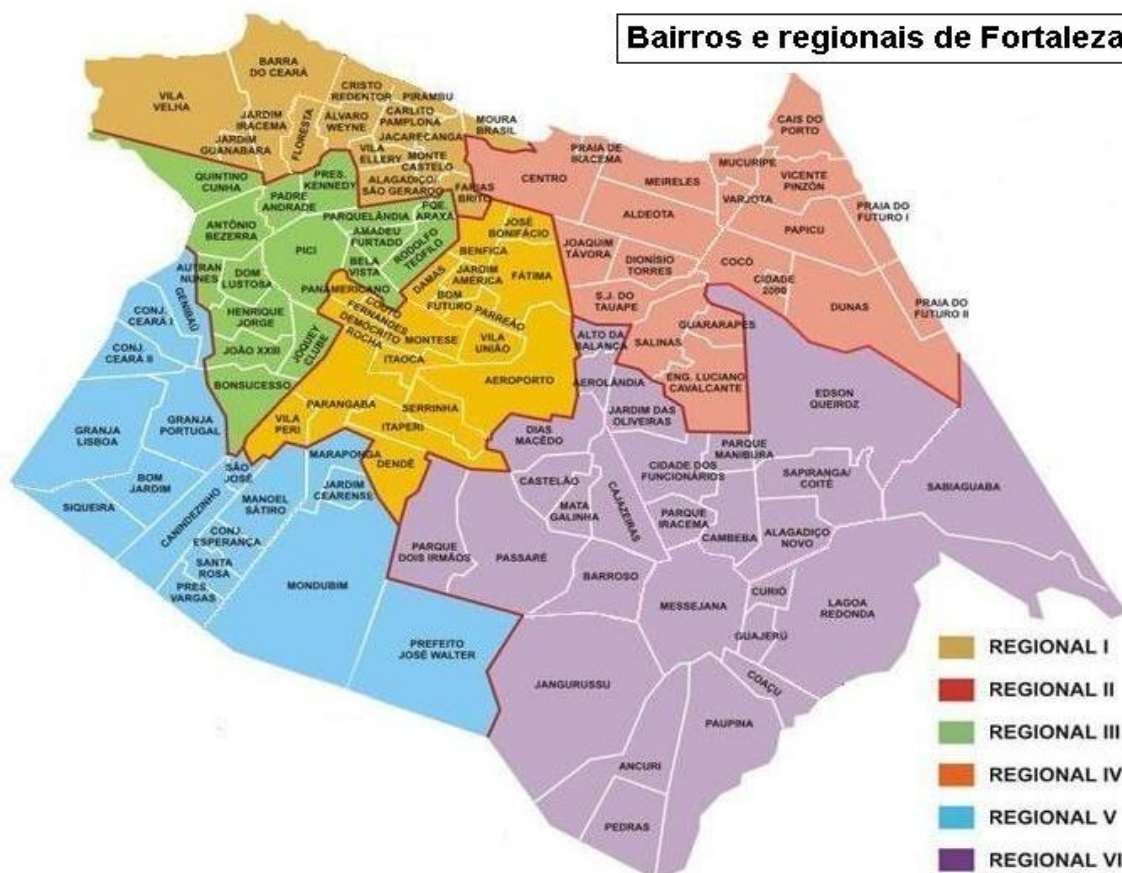 Bairros e regionais de Fortaleza
BARRA
DO CEARÁ
VILA
VELHA
CRISTO
REDENTOR
PIRAMBU
JARDIM
IRACEMA
FLORESTA
ÁLVARO
WEYNE
CARLITO
PAMPLONA
MOURA
BRASIL
JARDIM
GUANABARA
JACARECANGA
VILA
ELLERY
MONTE
CASTELO
ALAGADIÇO/
SÃO GERARDO
FARIAS
BRITO
CAIS DO
PORTO
PRAIA DE
IRACEMA
MUCURIPE
CENTRO
MEIRELES
VICENTE
PINZÓN
VARJOTA
ALDEOTA
PRAIA DO
FUTURO I
PAPICU
QUINTINO
CUNHA
PRES.
KENNEDY
PADRE
ANDRADE
PARQUELÂNDIA
PQE.
ARAXÁ
ANTÔNIO
BEZERRA
AMADEU
FURTADO
RODOLFO
TEÓFILO
PICI
BELA
VISTA
JOSÉ
BONIFÁCIO
BENFICA
JOAQUIM
TÁVORA
DIONÍSIO
TORRES
COCÓ
CIDADE
2000
AUTRAN
NUNES
DOM
LUSTOSA
PANAMERICANO
DAMAS
JARDIM
AMÉRICA
FÁTIMA
GENIBAÚ
COUTO
FERNANDES
BOM
FUTURO
PARREÃO
S.J. DO
TAUAPE
DUNAS
PRAIA DO
FUTURO II
CONJ.
CEARÁ I
HENRIQUE
JORGE
DEMÓCRITO
ROCHA
MONTESE
VILA
UNIÃO
ALTO DA
BALANÇA
SALINAS
GUARARAPES
CONJ.
CEARÁ II
JOÃO XXIII
JOQUEY
CLUBE
ITAOCA
BONSUCESSO
AEROPORTO
AEROLÂNDIA
ENG. LUCIANO
CAVALCANTE
EDSON
QUEIROZ
GRANJA
LISBOA
GRANJA
PORTUGAL
VILA
PERI
PARANGABA
SERRINHA
ITAPERI
JARDIM DAS
OLIVEIRAS
DIAS
MACÊDO
PARQUE
MANIBURA
BOM
JARDIM
SÃO
JOSÉ
MARAPONGA
DENDÊ
JARDIM
CEARENSE
CASTELÃO
CIDADE DOS
FUNCIONÁRIOS
SAPIRANGA/
COITÉ
SABIAGUABA
SIQUEIRA
CANINDEZINHO
MANOEL
SÁTIRO
MATA
GALINHA
CAJAZEIRAS
PARQUE
IRACEMA
CAMBEBA
ALAGADIÇO
NOVO
CONJ.
ESPERANÇA
SANTA
ROSA
PRES.
VARGAS
MONDUBIM
PARQUE
DOIS IRMÃOS
PASSARÉ
BARROSO
MESSEJANA
CURIÓ
LAGOA
REDONDA
GUAJERÚ
PREFEITO
JOSÉ WALTER
JANGURUSSU
COAÇU
PAUPINA
ANCURI
PEDRAS
REGIONAL I
REGIONAL II
REGIONAL III
REGIONAL IV
REGIONAL V
REGIONAL VI